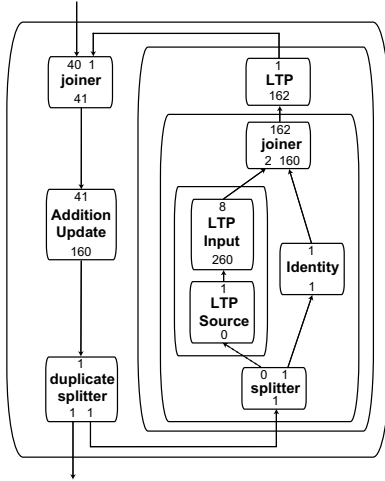 40 1
joiner
41
1
LTP
162
162
joiner
2 160
41
Addition
Update
160
8
LTP
Input
260
1
Identity
1
1
LTP
Source
0
1
duplicate
splitter
1 1
0 1
splitter
1